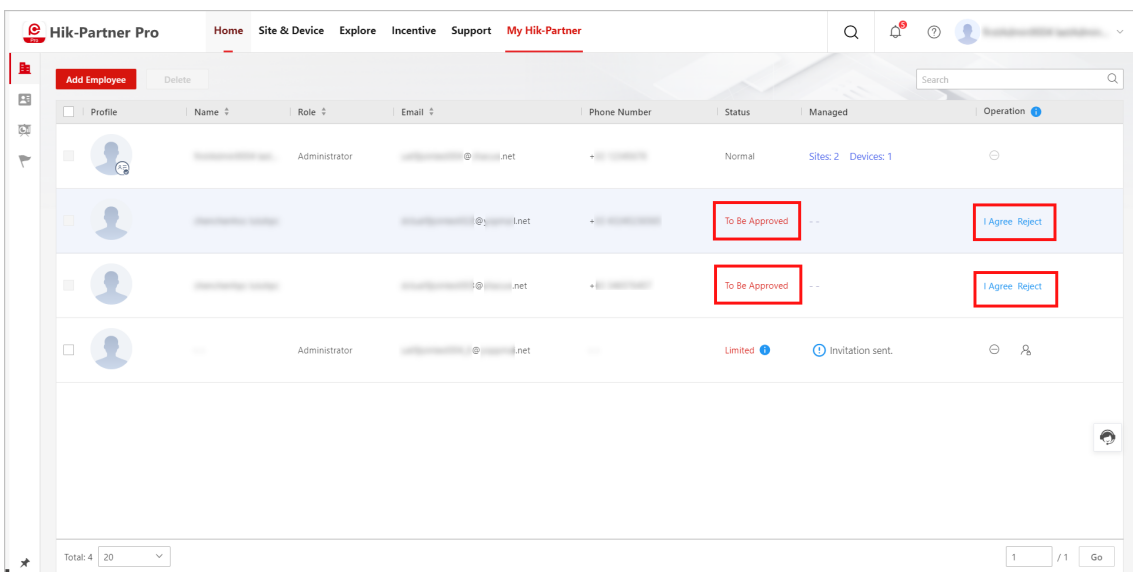 Hik-Partner Pro Home Site & Device Explore Incentive Support My Hik-Partner 5
Pro
Add Employee Delete Search
Profile Name Role Email Phone Number Status Managed Operation
Administrator @ .net + Normal Sites: 2 Devices: 1
@y l.net + To Be Approved - - I Agree Reject
@ .net + To Be Approved - - I Agree Reject
Administrator @ .net Limited Invitation sent.
Total: 4 20 1 / 1 Go